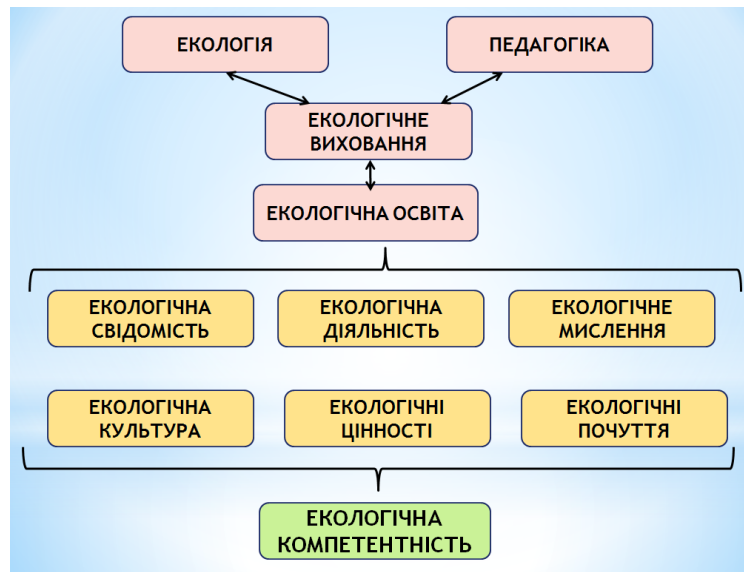 ЕКОЛОГІЯ
ПЕДАГОГІКА
ЕКОЛОГІЧНЕ
ВИХОВАННЯ
ЕКОЛОГІЧНА ОСВІТА
ЕКОЛОГІЧНА
СВІДОМІСТЬ
ЕКОЛОГІЧНА
ДІЯЛЬНІСТЬ
ЕКОЛОГІЧНЕ
МИСЛЕННЯ
ЕКОЛОГІЧНА
КУЛЬТУРА
ЕКОЛОГІЧНІ
ЦІННОСТІ
ЕКОЛОГІЧНІ
ПОЧУТТЯ
ЕКОЛОГІЧНА
КОМПЕТЕНТНІСТЬ